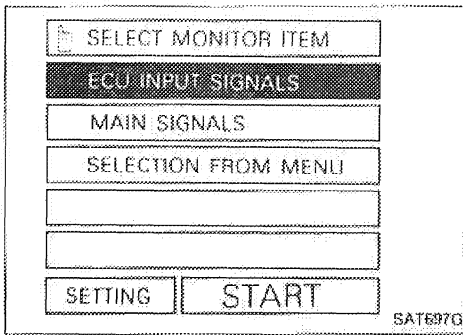 SELECT MONITOR ITEM
ECU INPUT SIGNALS
MAIN SIGNALS
SELECTION FROM MENU
SETTING START
SAT697G